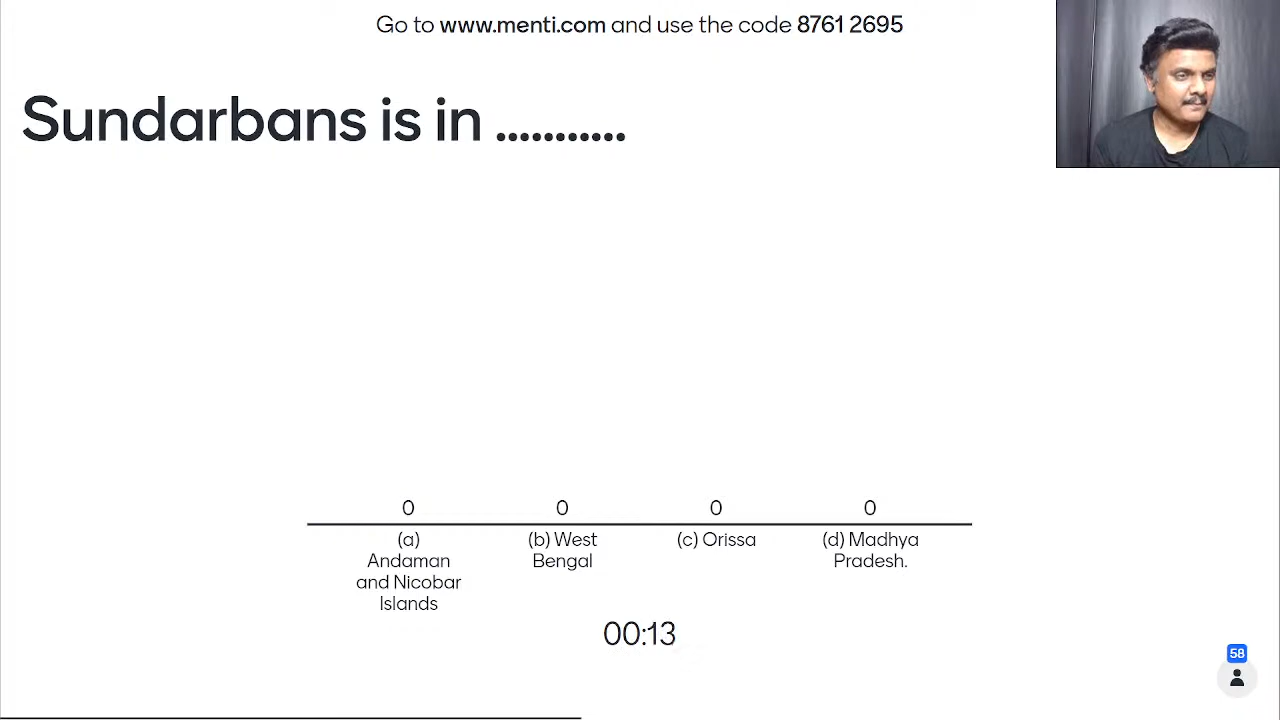 Go to www.menti.com and use the code 8761 2695
Sundarbans is in ...........
0
0
0
0
(a)
Andaman
and Nicobar
Islands
(b) West
Bengal
(c) Orissa
(d) Madhya
Pradesh.
00:13
58